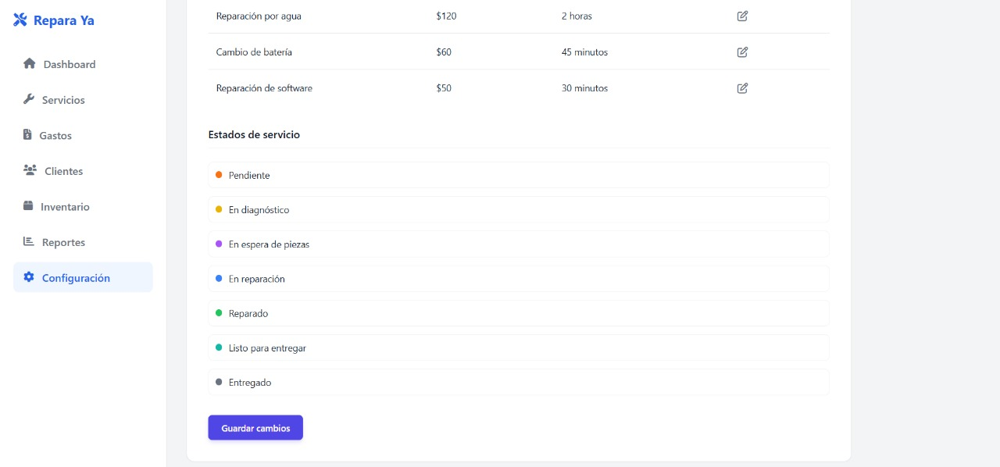 Repara Ya
Dashboard
Servicios
Gastos
Clientes
Inventario
Reportes
Configuración
Reparación por agua $120 2 horas
Cambio de batería $60 45 minutos
Reparación de software $50 30 minutos
Estados de servicio
Pendiente
En diagnóstico
En espera de piezas
En reparación
Reparado
Listo para entregar
Entregado
Guardar cambios